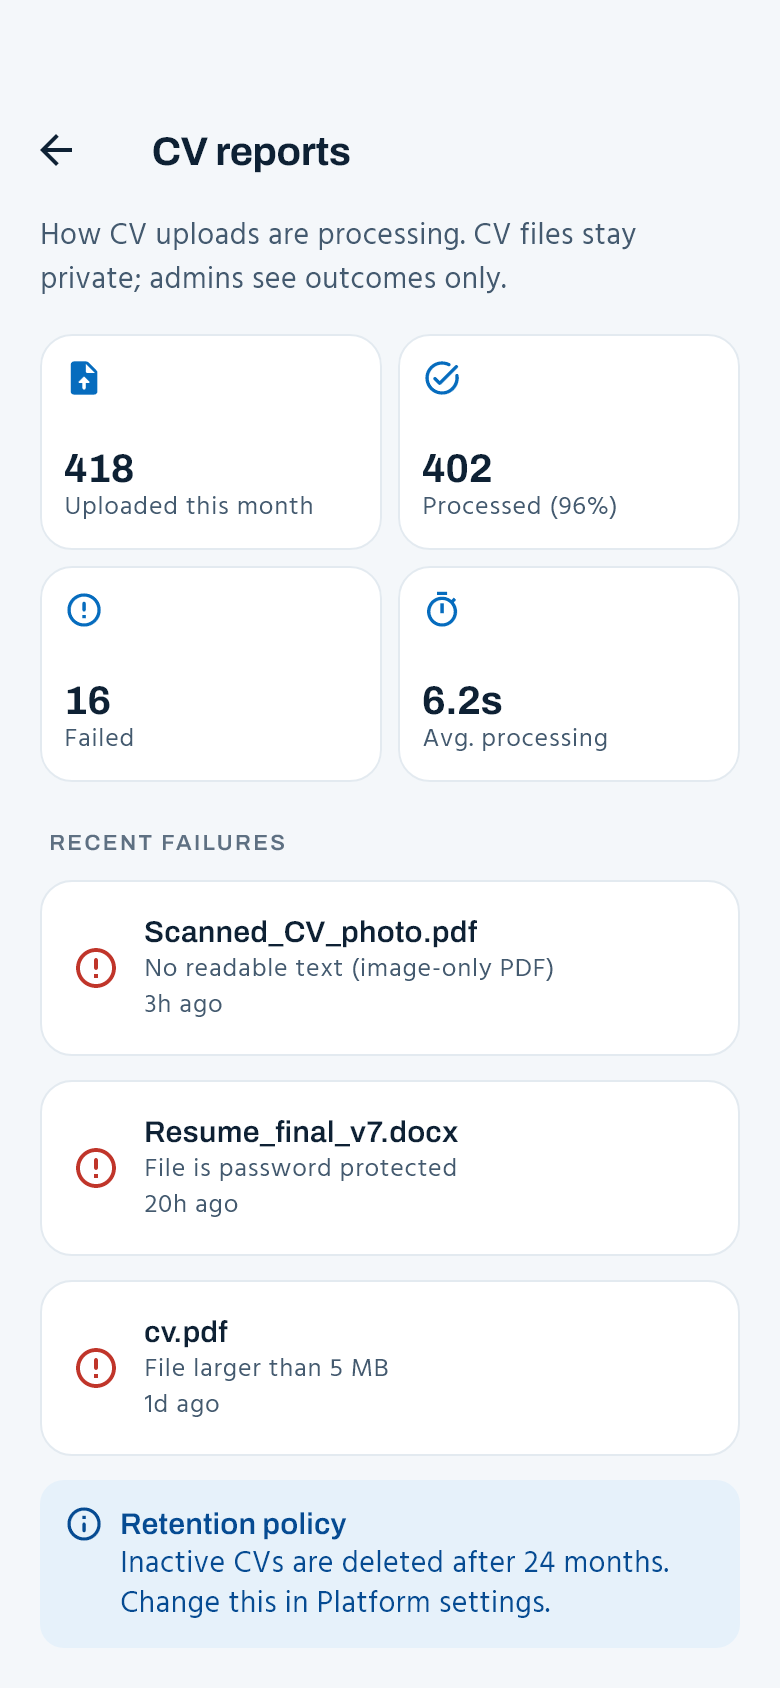 CV reports
How CV uploads are processing. CV files stay
private; admins see outcomes only.
418
Uploaded this month
402
Processed (96%)
16
Failed
6.2s
Avg. processing
RECENT FAILURES
Scanned_CV_photo.pdf
No readable text (image-only PDF)
3h ago
Resume_final_v7.docx
File is password protected
20h ago
cv.pdf
File larger than 5 MB
1d ago
Retention policy
Inactive CVs are deleted after 24 months.
Change this in Platform settings.